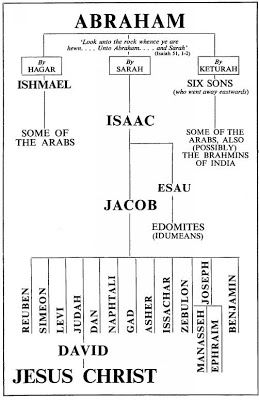 ABRAHAM
'Look unto the rock whence ye are
hewn. . . . Unto Abraham. . . . and Sarah'
(Isaiah 51, 1-2)
By
HAGAR
By
SARAH
By
KETURAH
ISHMAEL
SIX SONS
(who went away eastwards)
ISAAC
SOME OF
THE ARABS
SOME OF THE
ARABS, ALSO
(POSSIBLY)
THE BRAHMINS
OF INDIA
ESAU
JACOB
EDOMITES
(IDUMEANS)
REUBEN
SIMEON
LEVI
JUDAH
DAN
NAPHTALI
GAD
ASHER
ISSACHAR
ZEBULON
JOSEPH
MANASSEH
EPHRAIM
BENJAMIN
DAVID
JESUS CHRIST